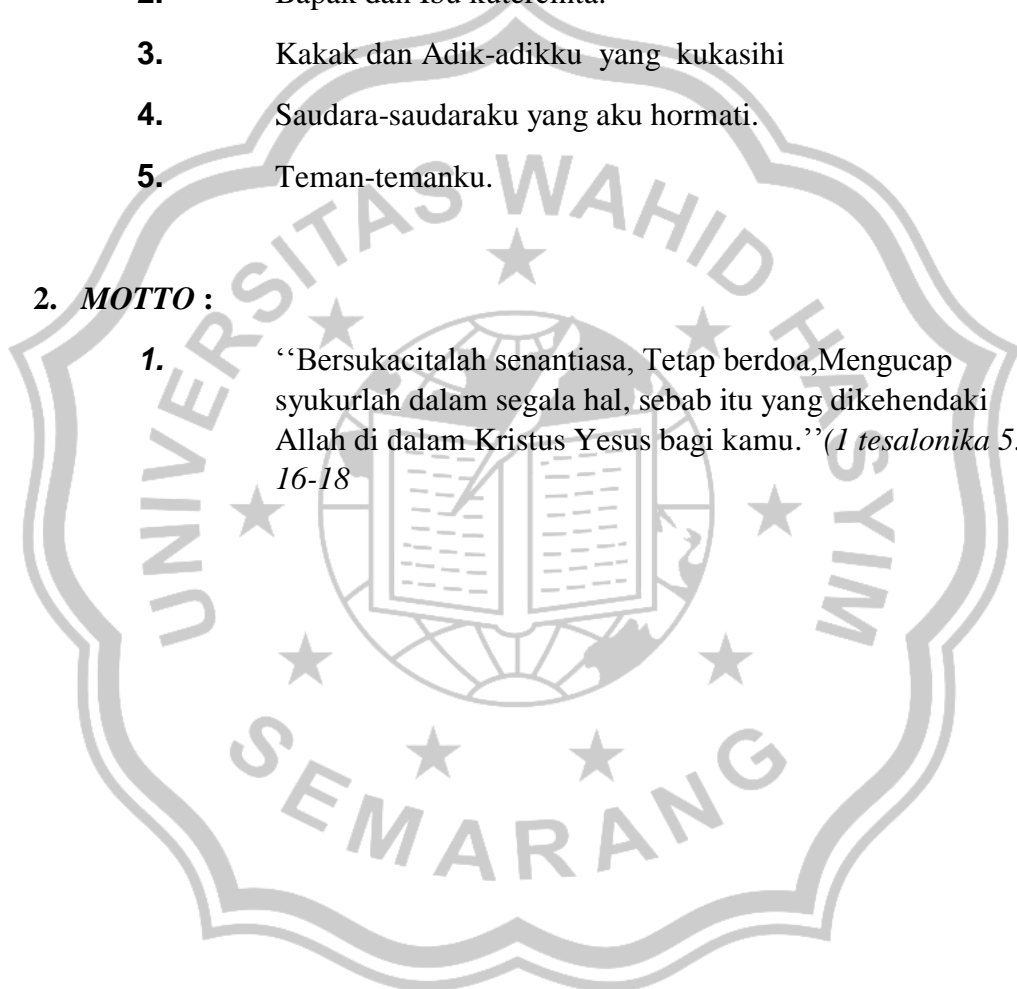 2. Bapak dan Ibu
3. Kakak dan Adik-adikku yang kukasihi
4. Saudara-saudaraku yang aku hormati.
5. Teman-temanku.
2. MOTTO :
1. ‘‘Bersukacitalah senantiasa, Tetap berdoa,Mengucap
syukurlah dalam segala hal, sebab itu yang dikehendaki
Allah di dalam Kristus Yesus bagi kamu.’’(1 tesalonika 5:
16-18
UNIVERSITAS WAHID HASYIM
SEMARANG